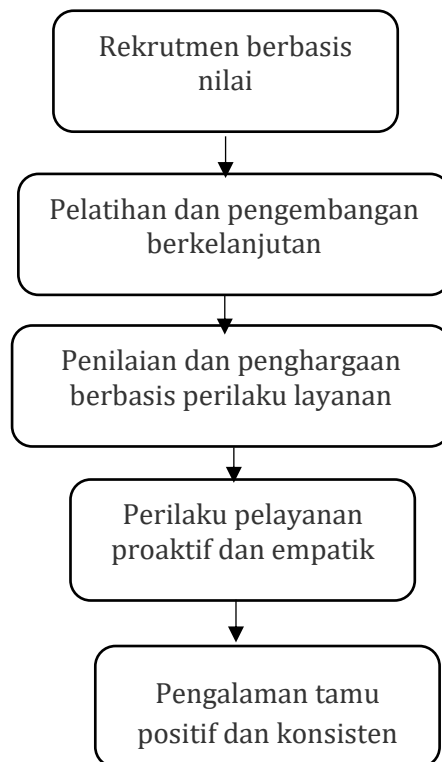 Rekrutmen berbasis
nilai
Pelatihan dan pengembangan
berkelanjutan
Penilaian dan penghargaan
berbasis perilaku layanan
Perilaku pelayanan
proaktif dan empatik
Pengalaman tamu
positif dan konsisten